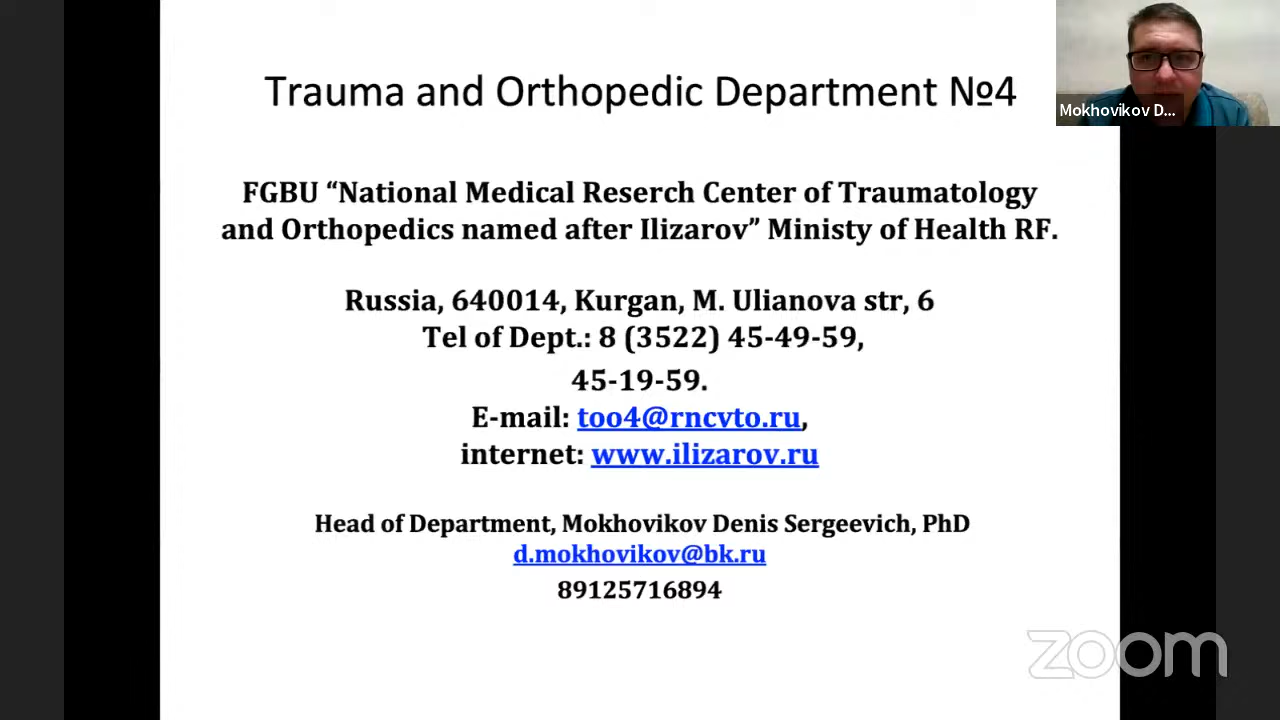 Trauma and Orthopedic Department №4
Mokhovikov D...
FGBU “National Medical Reserch Center of Traumatology
and Orthopedics named after Ilizarov” Ministy of Health RF.
Russia, 640014, Kurgan, M. Ulianova str, 6
Tel of Dept.: 8 (3522) 45-49-59,
45-19-59.
E-mail: too4@rncvto.ru,
internet: www.ilizarov.ru
Head of Department, Mokhovikov Denis Sergeevich, PhD
d.mokhovikov@bk.ru
89125716894
zoom